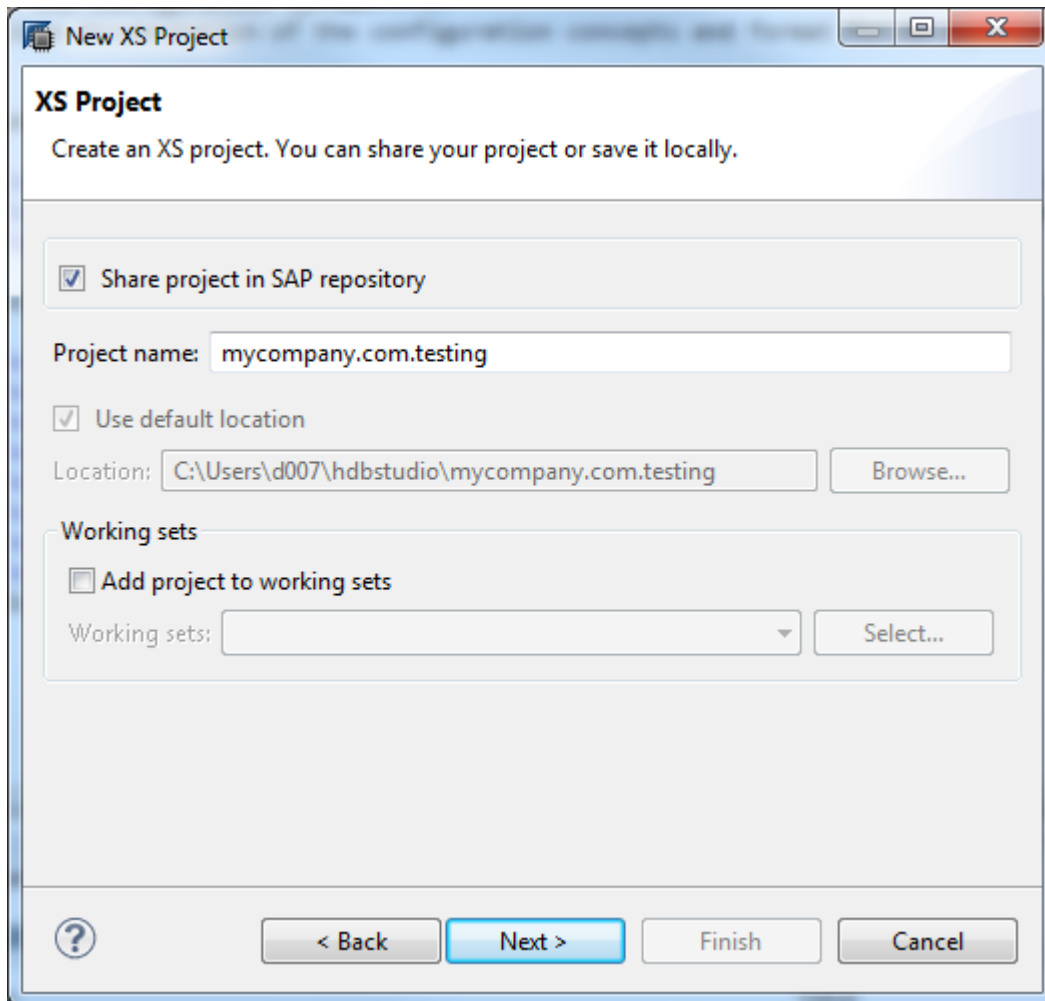 New XS Project
XS Project
Create an XS project. You can share your project or save it locally.
Share project in SAP repository
Project name: mycompany.com.testing
Use default location
Location: C:\Users\d007\hdbstudio\mycompany.com.testing Browse...
Working sets
Add project to working sets
Working sets: Select...
? < Back Next > Finish Cancel